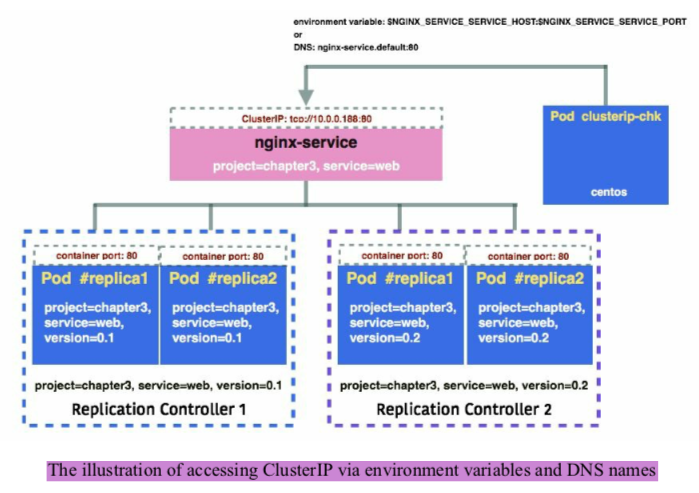 environment variable: $NGINX_SERVICE_SERVICE_HOST:$NGINX_SERVICE_SERVICE_PORT
or
DNS: nginx-service.default:80
ClusterIP: tco://10.0.0.188:80
nginx-service
project=chapter3, service=web
Pod clusterip-chk
centos
container port: 80
container port: 80
Pod #replica1
Pod #replica2
project=chapter3,
service=web,
version=0.1
project=chapter3,
service=web,
version=0.1
project=chapter3, service=web, version=0.1
Replication Controller 1
container port: 80
container port: 80
Pod #replica1
Pod #replica2
project=chapter3,
service=web,
version=0.2
project=chapter3,
service=web,
version=0.2
project=chapter3, service=web, version=0.2
Replication Controller 2
The illustration of accessing ClusterIP via environment variables and DNS names